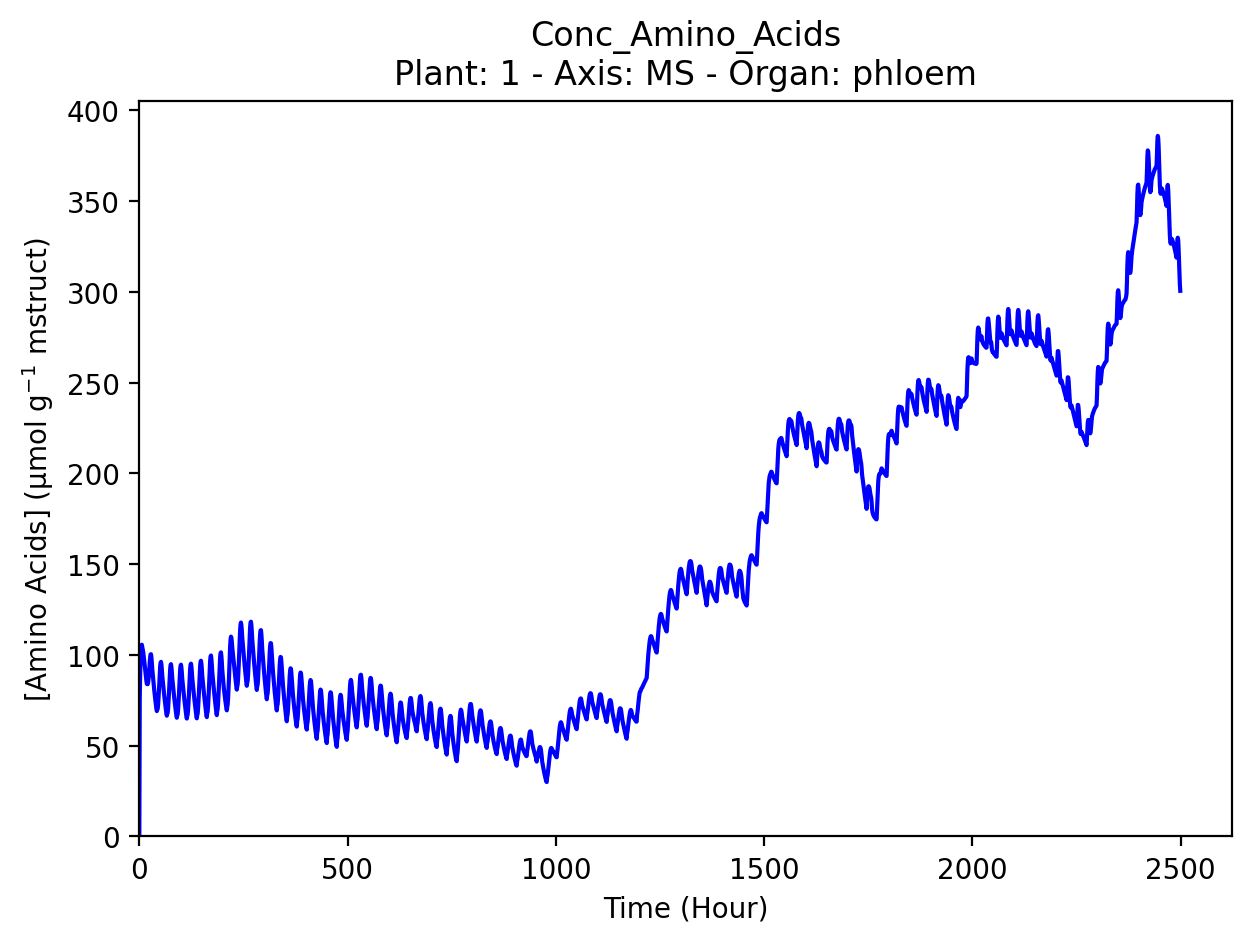 Conc_Amino_Acids
Plant: 1 - Axis: MS - Organ: phloem
400
350
300
250
200
150
100
50
0
[Amino Acids] (µmol g⁻¹ mstruct)
0 500 1000 1500 2000 2500
Time (Hour)